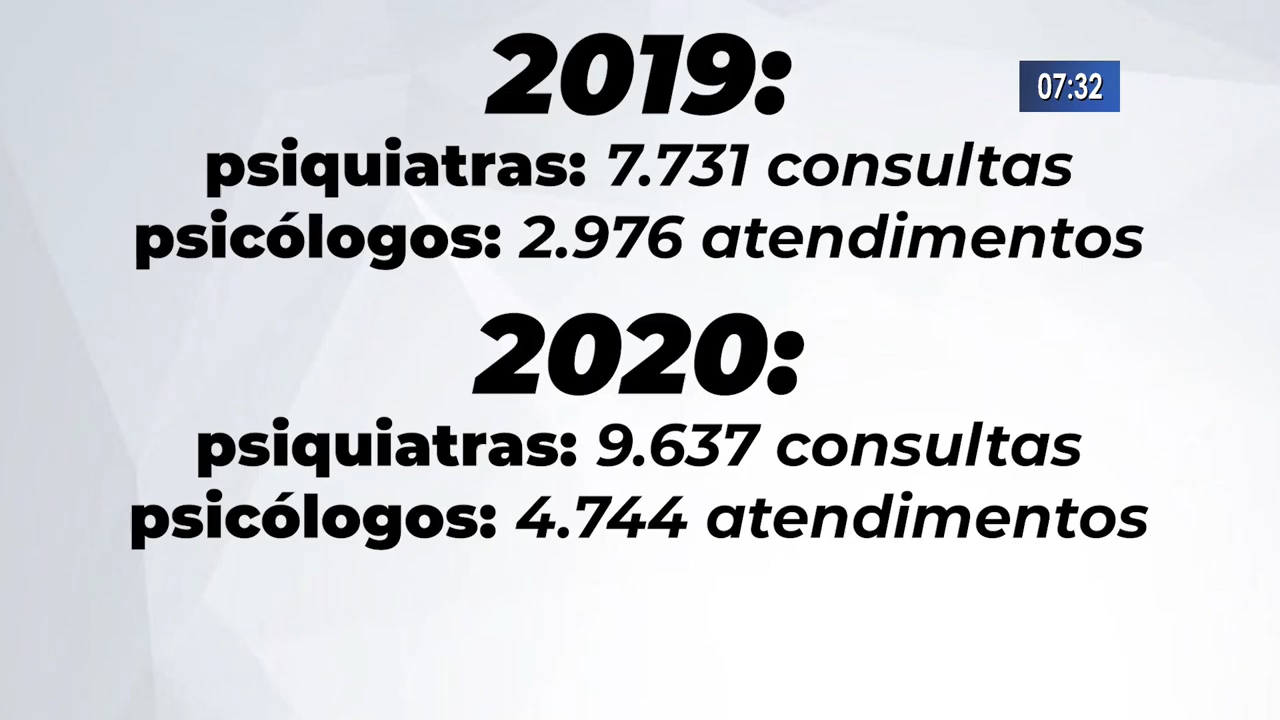 2019:
07:32
psiquiatras: 7.731 consultas
psicólogos: 2.976 atendimentos
2020:
psiquiatras: 9.637 consultas
psicólogos: 4.744 atendimentos